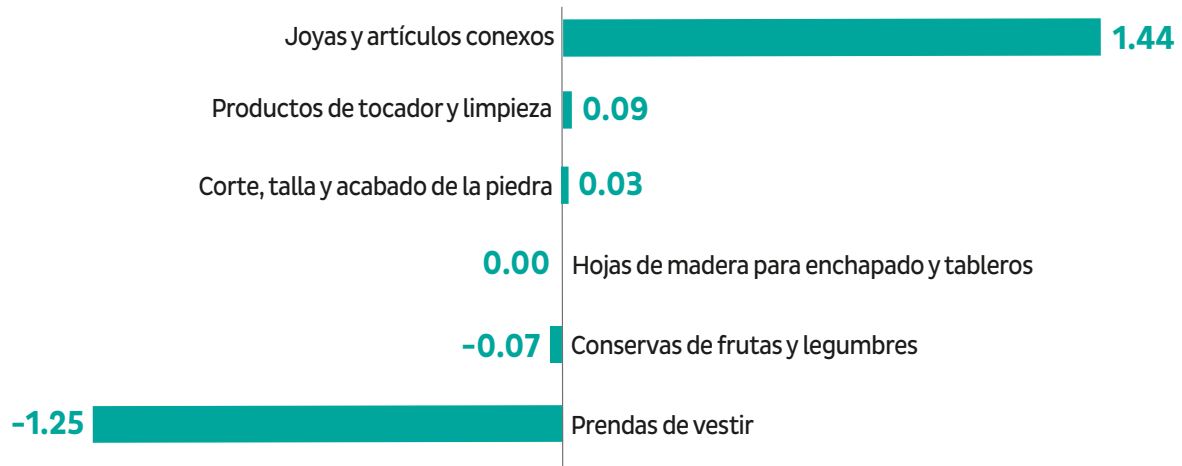 Joyas y artículos conexos 1.44
Productos de tocador y limpieza 0.09
Corte, talla y acabado de la piedra 0.03
0.00 Hojas de madera para enchapado y tableros
-0.07 Conservas de frutas y legumbres
-1.25 Prendas de vestir